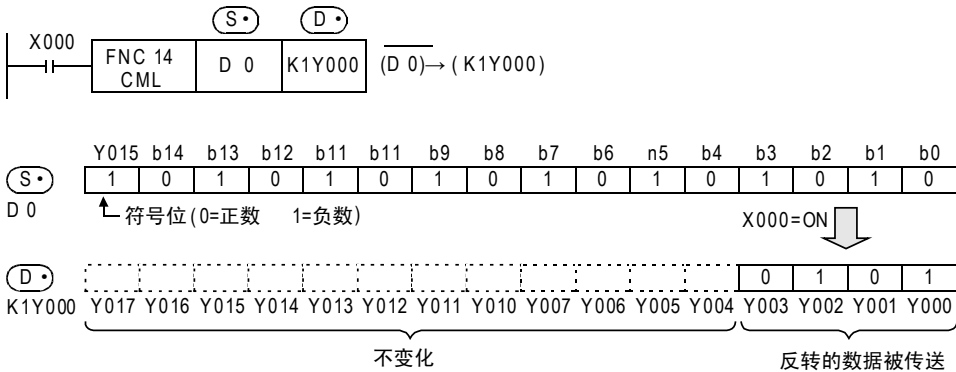 S• D•
X000
FNC 14 CML D 0 K1Y000 (D 0)→(K1Y000)
Y015 b14 b13 b12 b11 b11 b9 b8 b7 b6 n5 b4 b3 b2 b1 b0
S• 1 0 1 0 1 0 1 0 1 0 1 0 1 0 1 0
D 0
符号位(0=正数 1=负数)
X000=ON
D• 0 1 0 1
K1Y000 Y017 Y016 Y015 Y014 Y013 Y012 Y011 Y010 Y007 Y006 Y005 Y004 Y003 Y002 Y001 Y000
不变化
反转的数据被传送